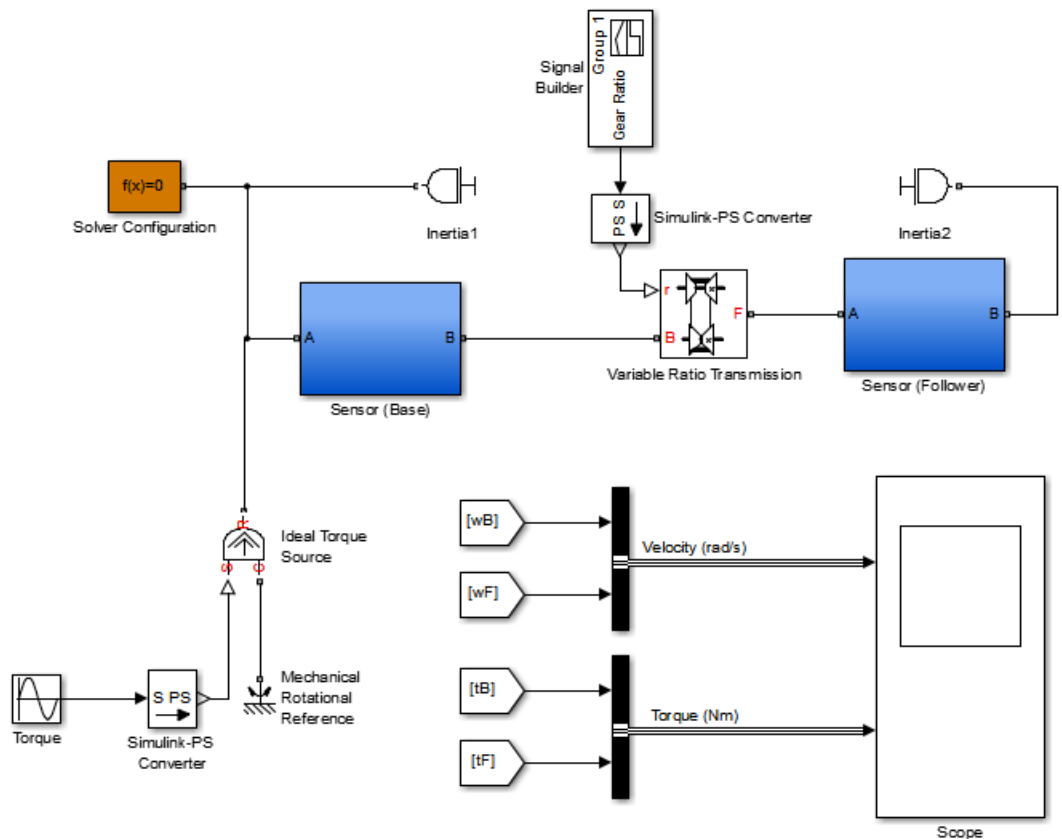 Group 1
Gear Ratio
Signal
Builder
f(x)=0
Solver Configuration
Inertia1
PS S
Simulink-PS Converter
Inertia2
A
B
Sensor (Base)
r
B
F
Variable Ratio Transmission
A
B
Sensor (Follower)
R
S
C
Ideal Torque
Source
[wB]
[wF]
Velocity (rad/s)
Torque
S PS
Simulink-PS
Converter
Mechanical
Rotational
Reference
[tB]
[tF]
Torque (Nm)
Scope